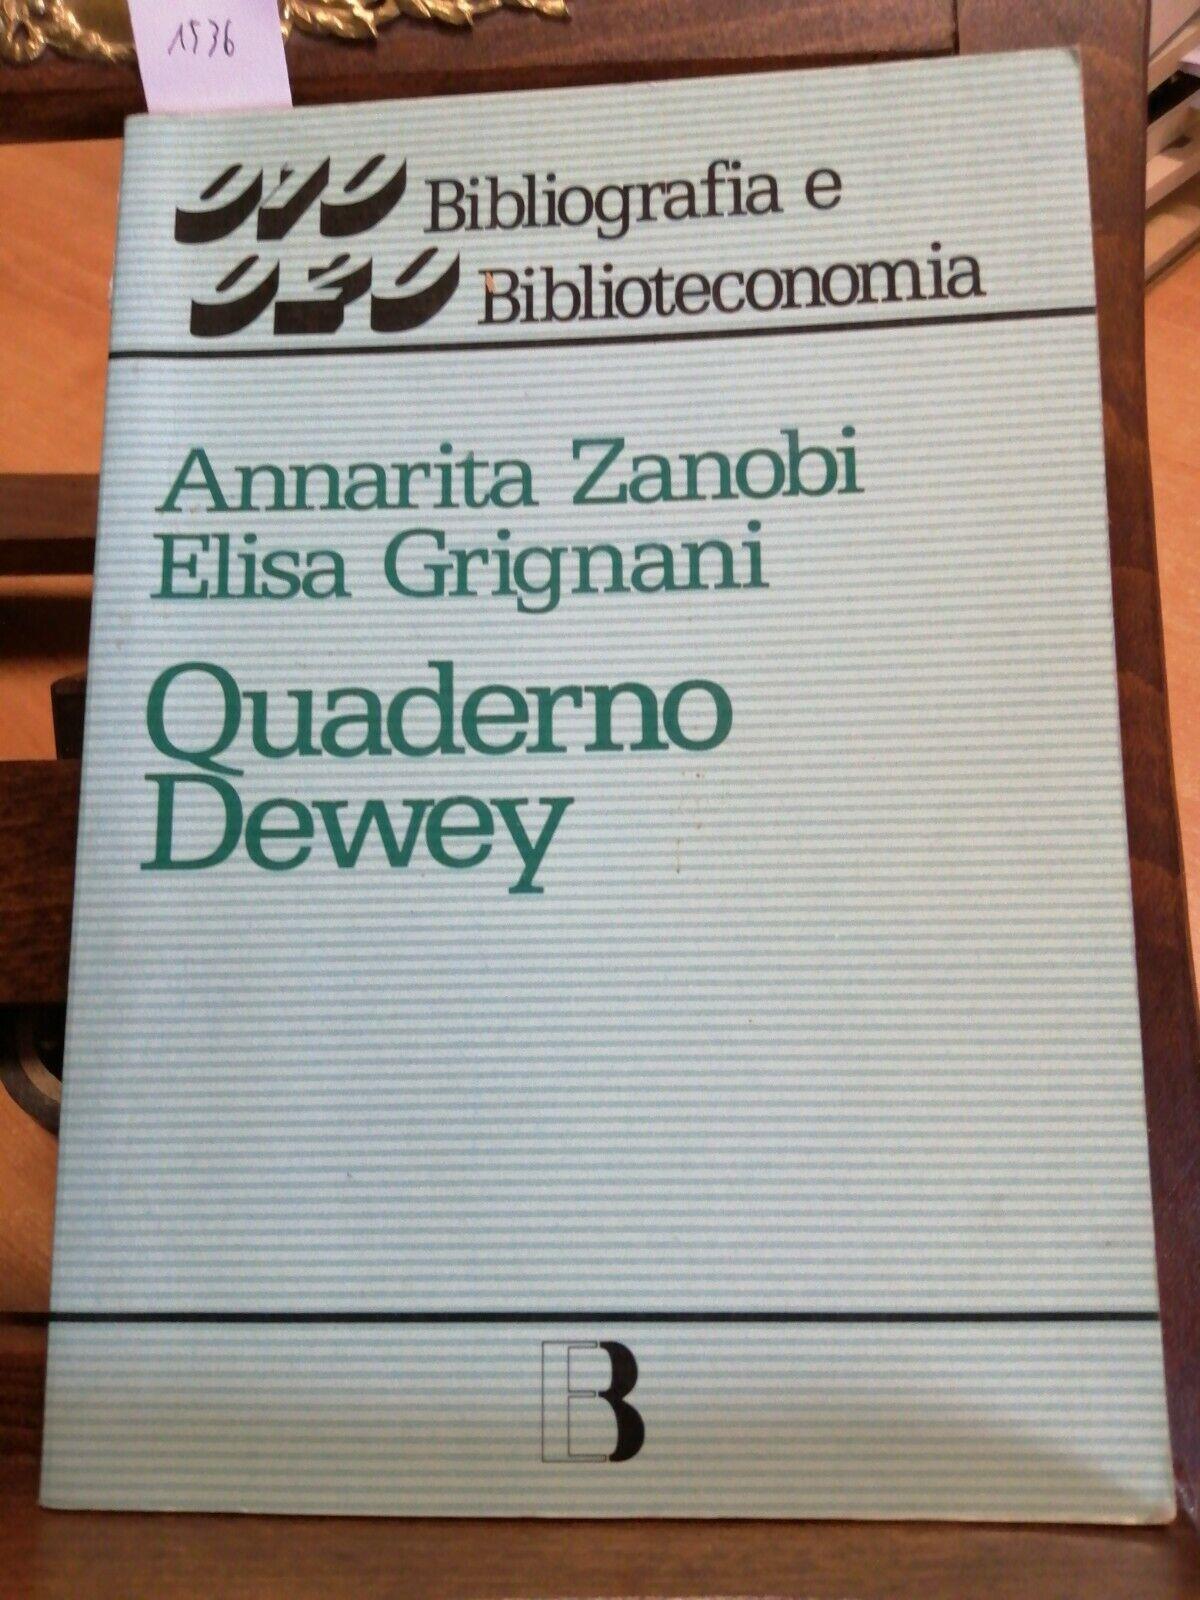 1536
010 Bibliografia e
020 Biblioteconomia
Annarita Zanobi
Elisa Grignani
Quaderno
Dewey
EB